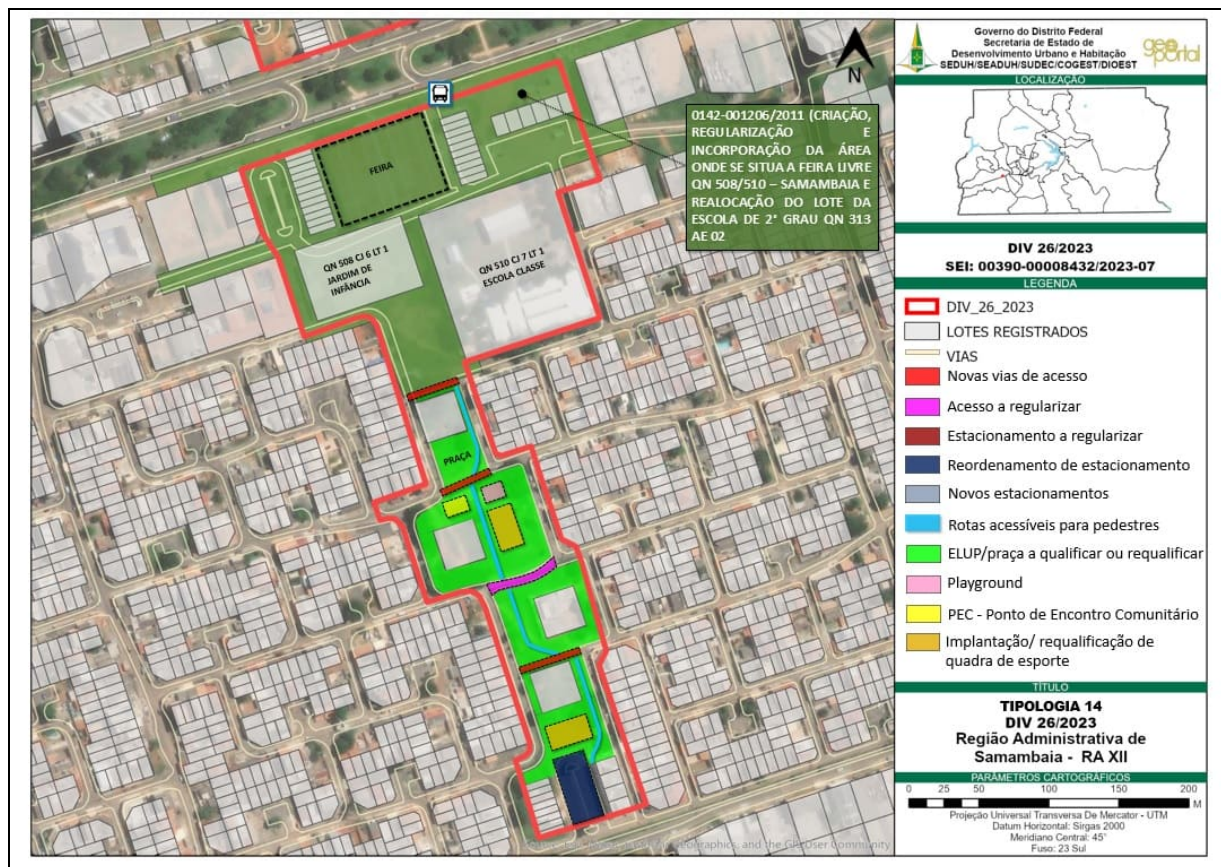 FEIRA
QN 508 CJ 6 LT 1
JARDIM DE
INFÂNCIA
QN 510 CJ 7 LT 1
ESCOLA CLASSE
PRAÇA
N
0142-001206/2011 (CRIAÇÃO,
REGULARIZAÇÃO E
INCORPORAÇÃO DA ÁREA
ONDE SE SITUA A FEIRA LIVRE
QN 508/510 – SAMAMBAIA E
REALOCAÇÃO DO LOTE DA
ESCOLA DE 2° GRAU QN 313
AE 02
Geographics, and the GIS User Community
Governo do Distrito Federal
Secretaria de Estado de
Desenvolvimento Urbano e Habitação
SEDUH/SEADUH/SUDEC/COGEST/DIOEST
geoportal
LOCALIZAÇÃO
DIV 26/2023
SEI: 00390-00008432/2023-07
LEGENDA
DIV_26_2023
LOTES REGISTRADOS
VIAS
Novas vias de acesso
Acesso a regularizar
Estacionamento a regularizar
Reordenamento de estacionamento
Novos estacionamentos
Rotas acessíveis para pedestres
ELUP/praça a qualificar ou requalificar
Playground
PEC - Ponto de Encontro Comunitário
Implantação/ requalificação de
quadra de esporte
TÍTULO
TIPOLOGIA 14
DIV 26/2023
Região Administrativa de
Samambaia - RA XII
PARÂMETROS CARTOGRÁFICOS
0 25 50 100 150 200
M
Projeção Universal Transversa De Mercator - UTM
Datum Horizontal: Sirgas 2000
Meridiano Central: 45°
Fuso: 23 Sul